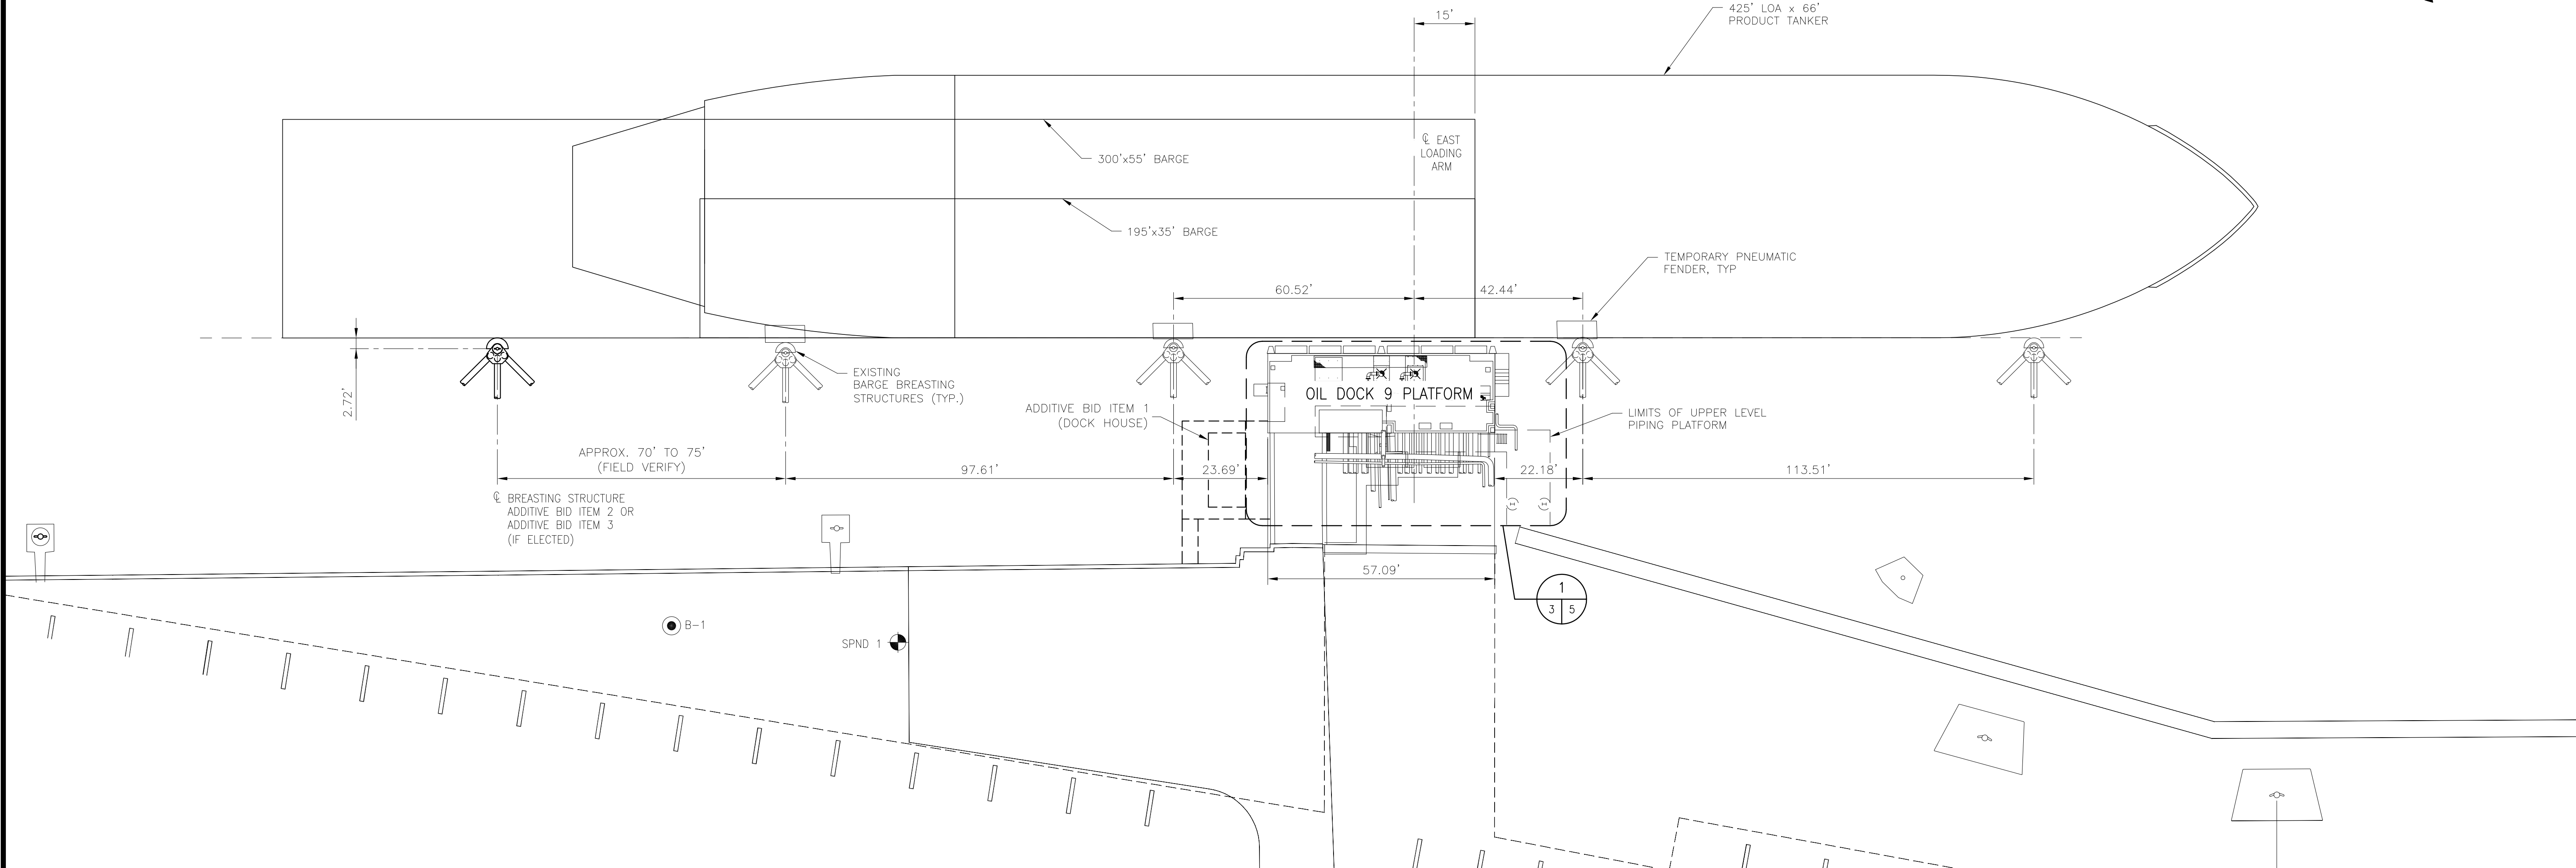 425' LOA x 66'
PRODUCT TANKER
15'
℄ EAST
LOADING
ARM
300'x55' BARGE
195'x35' BARGE
TEMPORARY PNEUMATIC
FENDER, TYP
60.52'
42.44'
2.72'
EXISTING
BARGE BREASTING
STRUCTURES (TYP.)
OIL DOCK 9 PLATFORM
ADDITIVE BID ITEM 1
(DOCK HOUSE)
LIMITS OF UPPER LEVEL
PIPING PLATFORM
APPROX. 70' TO 75'
(FIELD VERIFY)
97.61'
23.69'
22.18'
113.51'
℄ BREASTING STRUCTURE
ADDITIVE BID ITEM 2 OR
ADDITIVE BID ITEM 3
(IF ELECTED)
57.09'
1
3 5
B-1
SPND 1